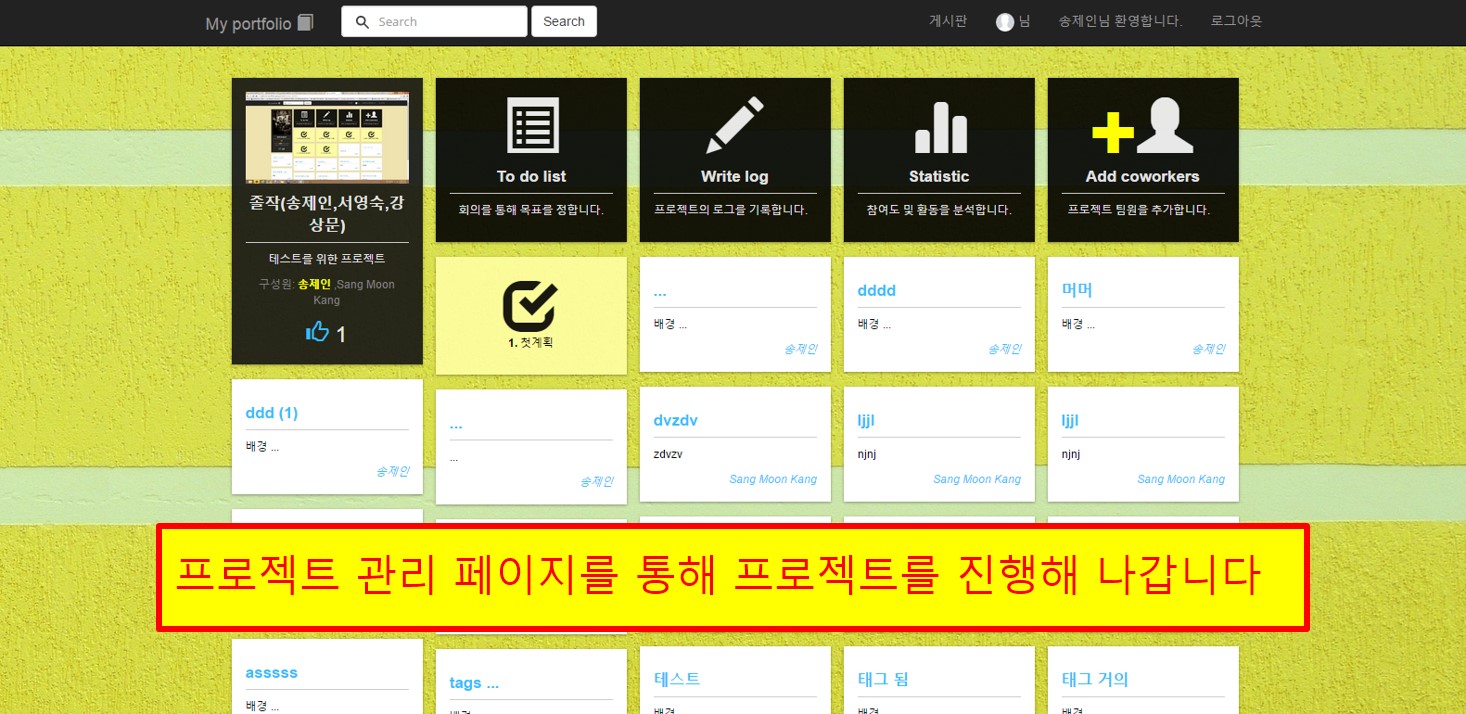 My portfolio
Search
Search
게시판
님
송제인님 환영합니다.
로그아웃
졸작(송제인,서영숙,강
상문)
테스트를 위한 프로젝트
구성원: 송제인 ,Sang Moon
Kang
1
To do list
회의를 통해 목표를 정합니다.
Write log
프로젝트의 로그를 기록합니다.
Statistic
참여도 및 활동을 분석합니다.
Add coworkers
프로젝트 팀원을 추가합니다.
1. 첫계획
...
배경 ...
송제인
dddd
배경 ...
송제인
머머
배경 ...
송제인
ddd (1)
배경 ...
송제인
...
...
송제인
dvzdv
zdvzv
Sang Moon Kang
ljjl
njnj
Sang Moon Kang
ljjl
njnj
Sang Moon Kang
프로젝트 관리 페이지를 통해 프로젝트를 진행해 나갑니다
asssss
배경 ...
tags ...
테스트
태그 됨
태그 거의